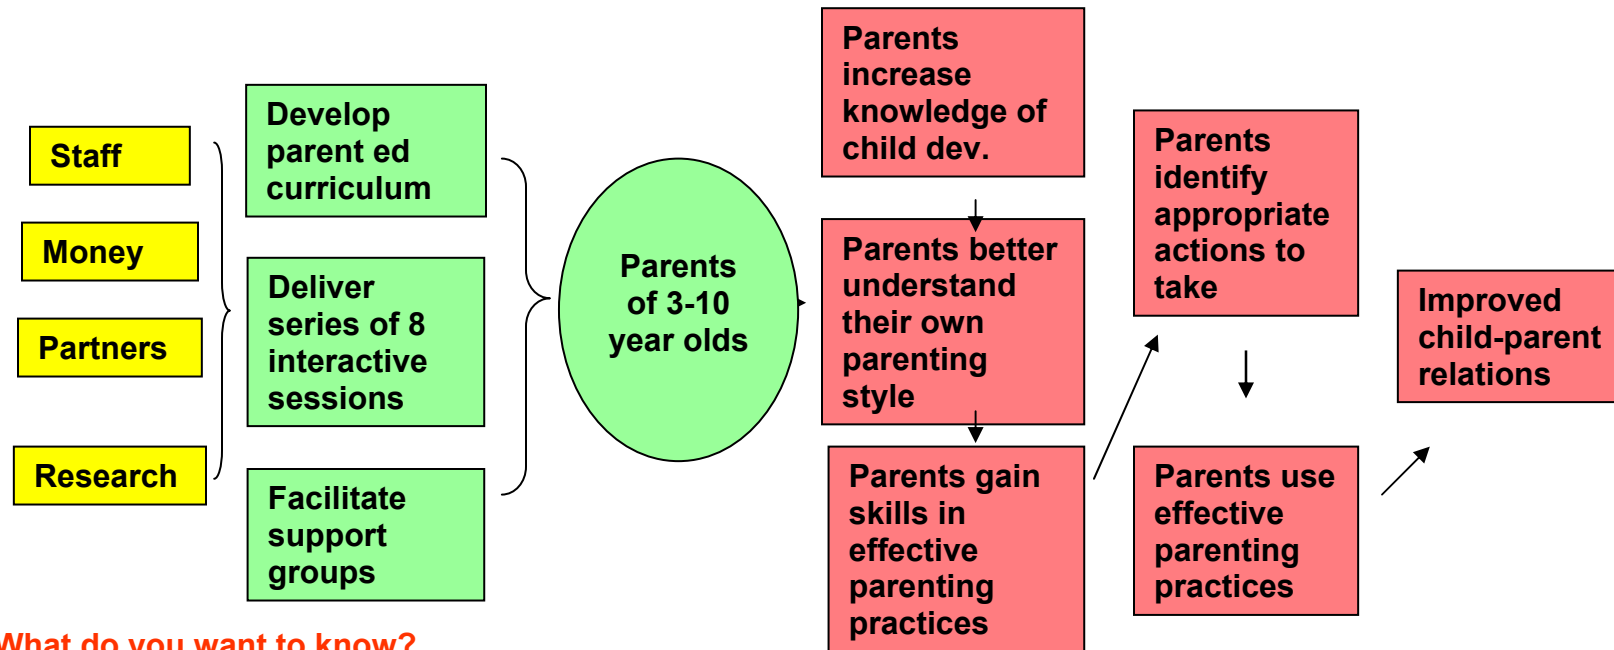 Staff
Money
Partners
Research
Develop
parent ed
curriculum
Deliver
series of 8
interactive
sessions
Facilitate
support
groups
Parents
of 3-10
year olds
Parents
increase
knowledge of
child dev.
Parents better
understand
their own
parenting
style
Parents gain
skills in
effective
parenting
practices
Parents
identify
appropriate
actions to
take
Parents use
effective
parenting
practices
Improved
child-parent
relations
What do you want to know?